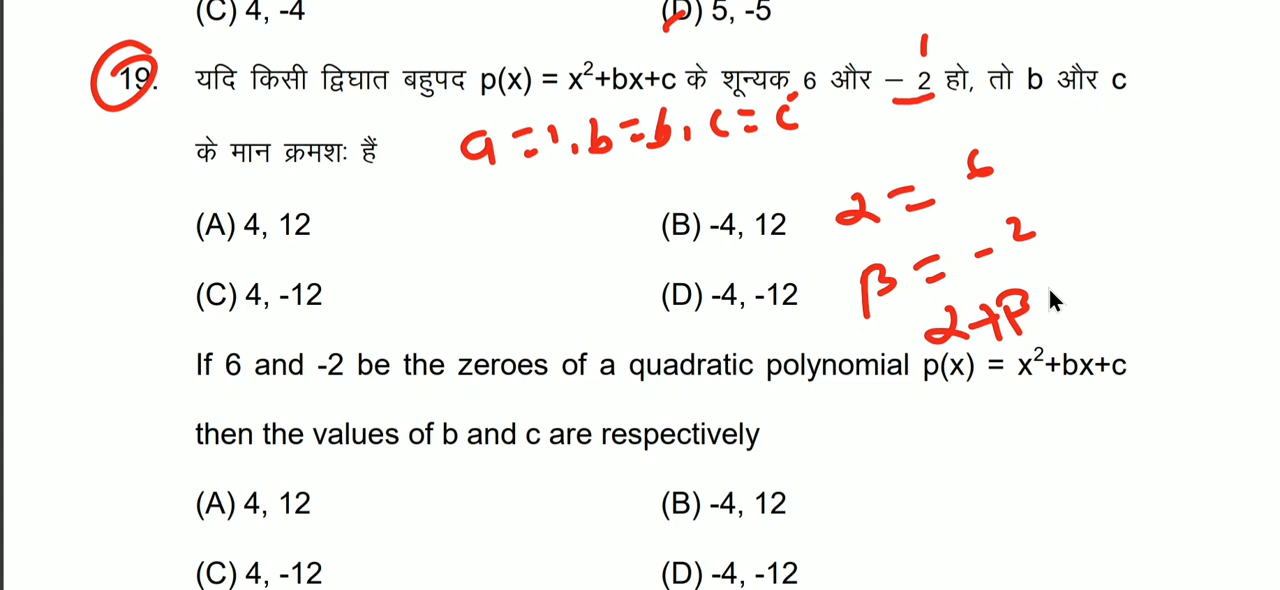 (C) 4, -4 (D) 5, -5
1
19. यदि किसी द्विघात बहुपद p(x) = x²+bx+c के शून्यक 6 और – 2 हो, तो b और c
a = 1, b = b, c = c
के मान क्रमशः हैं
α = 6
(A) 4, 12 (B) -4, 12
β = - 2
(C) 4, -12 (D) -4, -12
α+β
If 6 and -2 be the zeroes of a quadratic polynomial p(x) = x²+bx+c
then the values of b and c are respectively
(A) 4, 12 (B) -4, 12
(C) 4, -12 (D) -4, -12